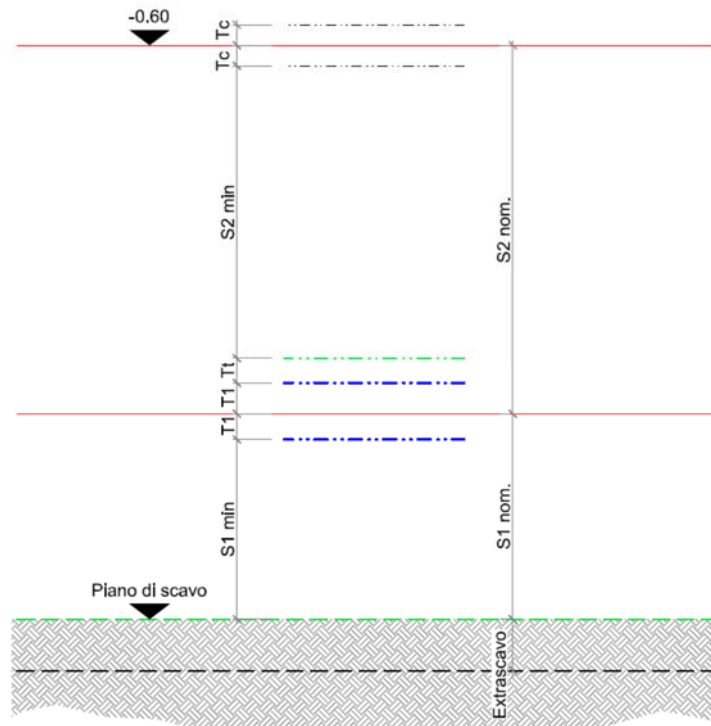 -0.60
Tc
Tc
S2 min
S2 nom.
Tt
T1
T1
S1 min
S1 nom.
Piano di scavo
Extrascavo